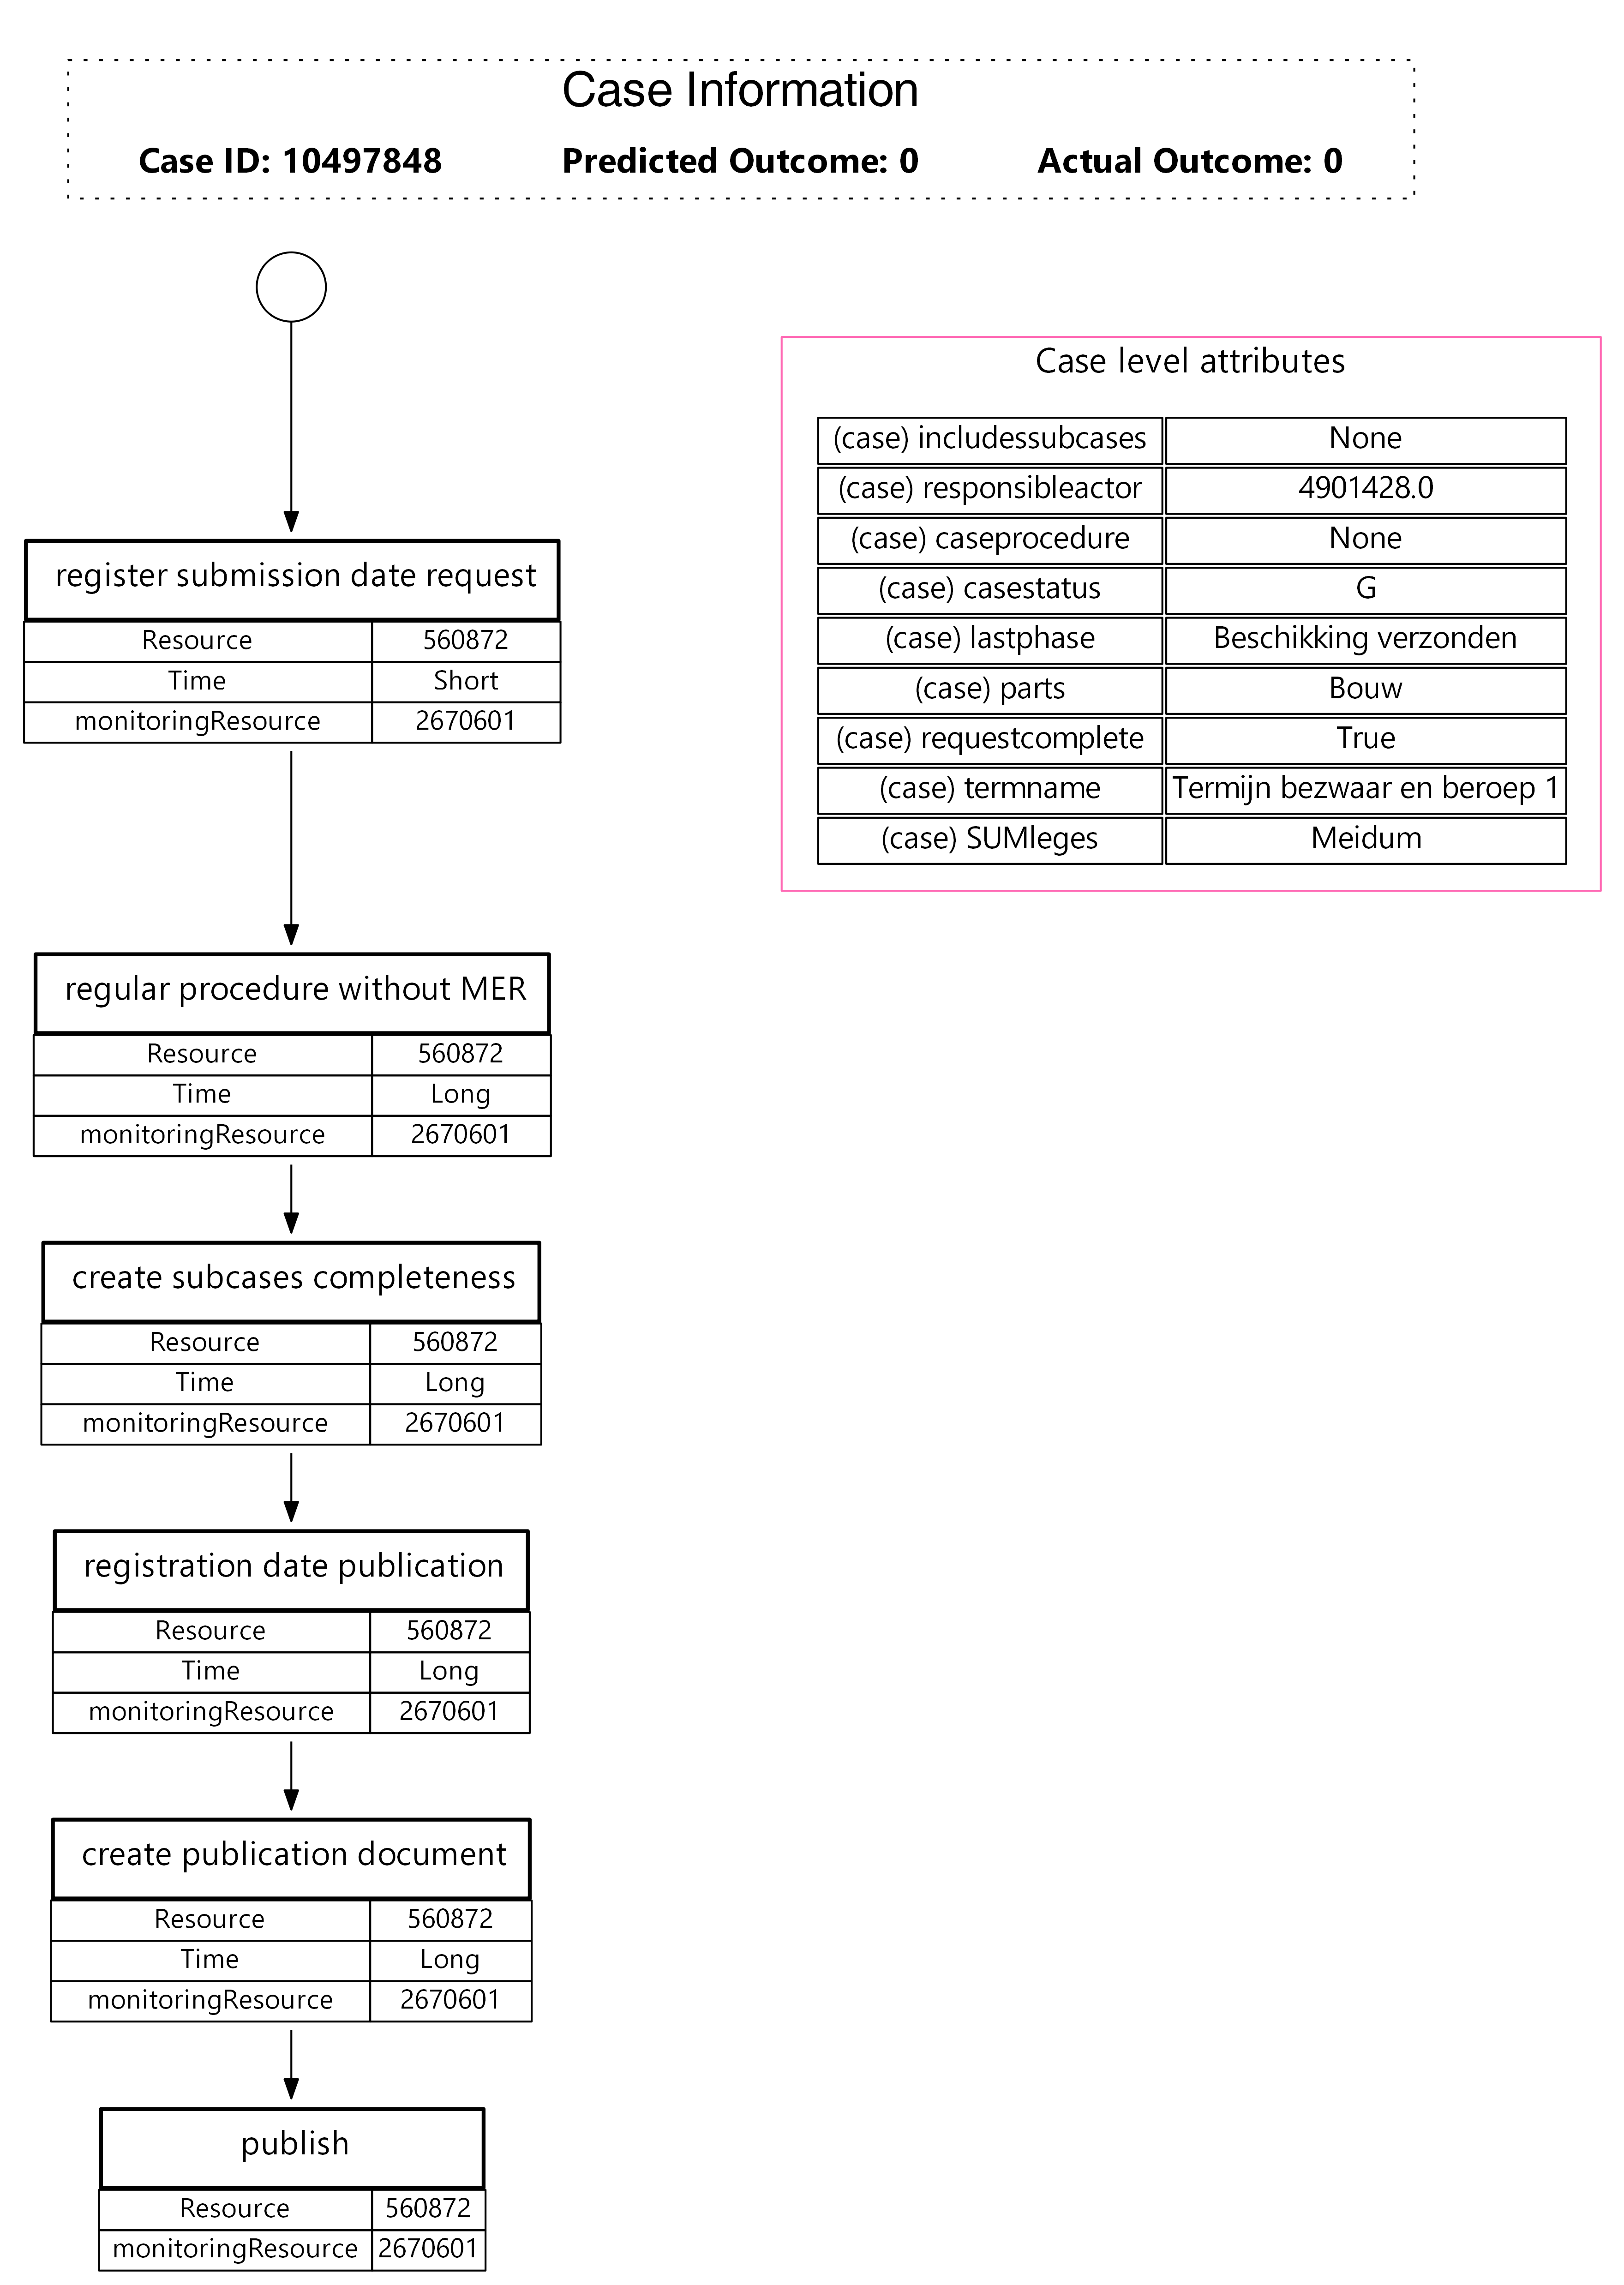 Case Information
Case ID: 10497848 Predicted Outcome: 0 Actual Outcome: 0
Case level attributes
(case) includessubcases None
(case) responsibleactor 4901428.0
(case) caseprocedure None
(case) casestatus G
(case) lastphase Beschikking verzonden
(case) parts Bouw
(case) requestcomplete True
(case) termname Termijn bezwaar en beroep 1
(case) SUMleges Meidum
register submission date request
Resource 560872
Time Short
monitoringResource 2670601
regular procedure without MER
Resource 560872
Time Long
monitoringResource 2670601
create subcases completeness
Resource 560872
Time Long
monitoringResource 2670601
registration date publication
Resource 560872
Time Long
monitoringResource 2670601
create publication document
Resource 560872
Time Long
monitoringResource 2670601
publish
Resource 560872
monitoringResource 2670601